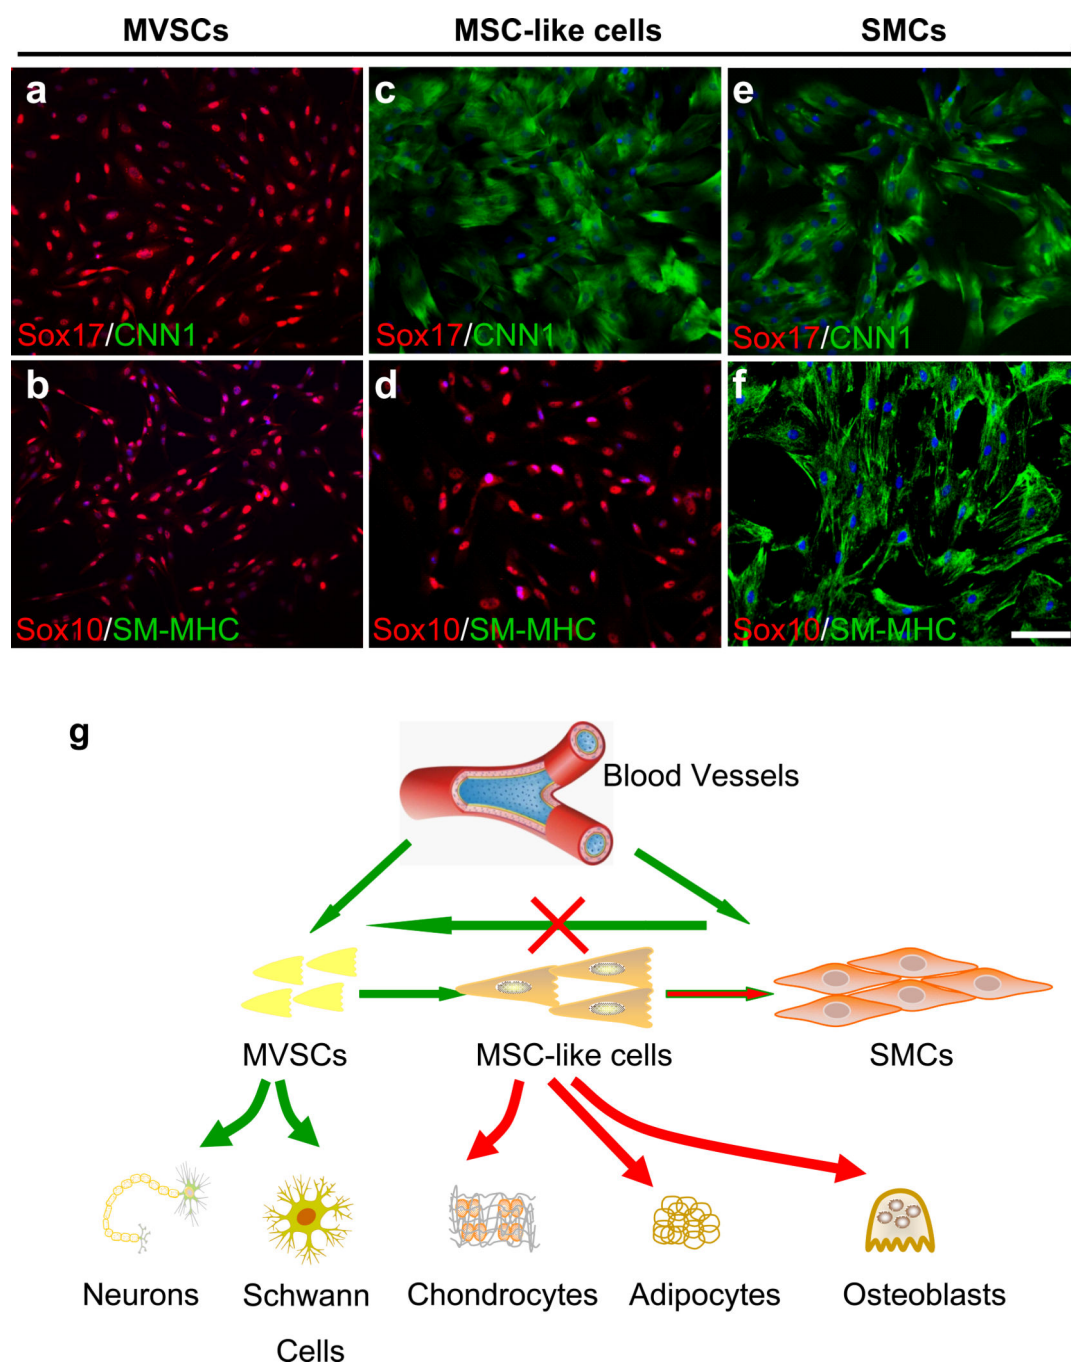 MVSCs MSC-like cells SMCs
a c e
Sox17/CNN1 Sox17/CNN1 Sox17/CNN1
b d f
Sox10/SM-MHC Sox10/SM-MHC Sox10/SM-MHC
g
Blood Vessels
MVSCs MSC-like cells SMCs
Neurons Schwann Chondrocytes Adipocytes Osteoblasts
Cells